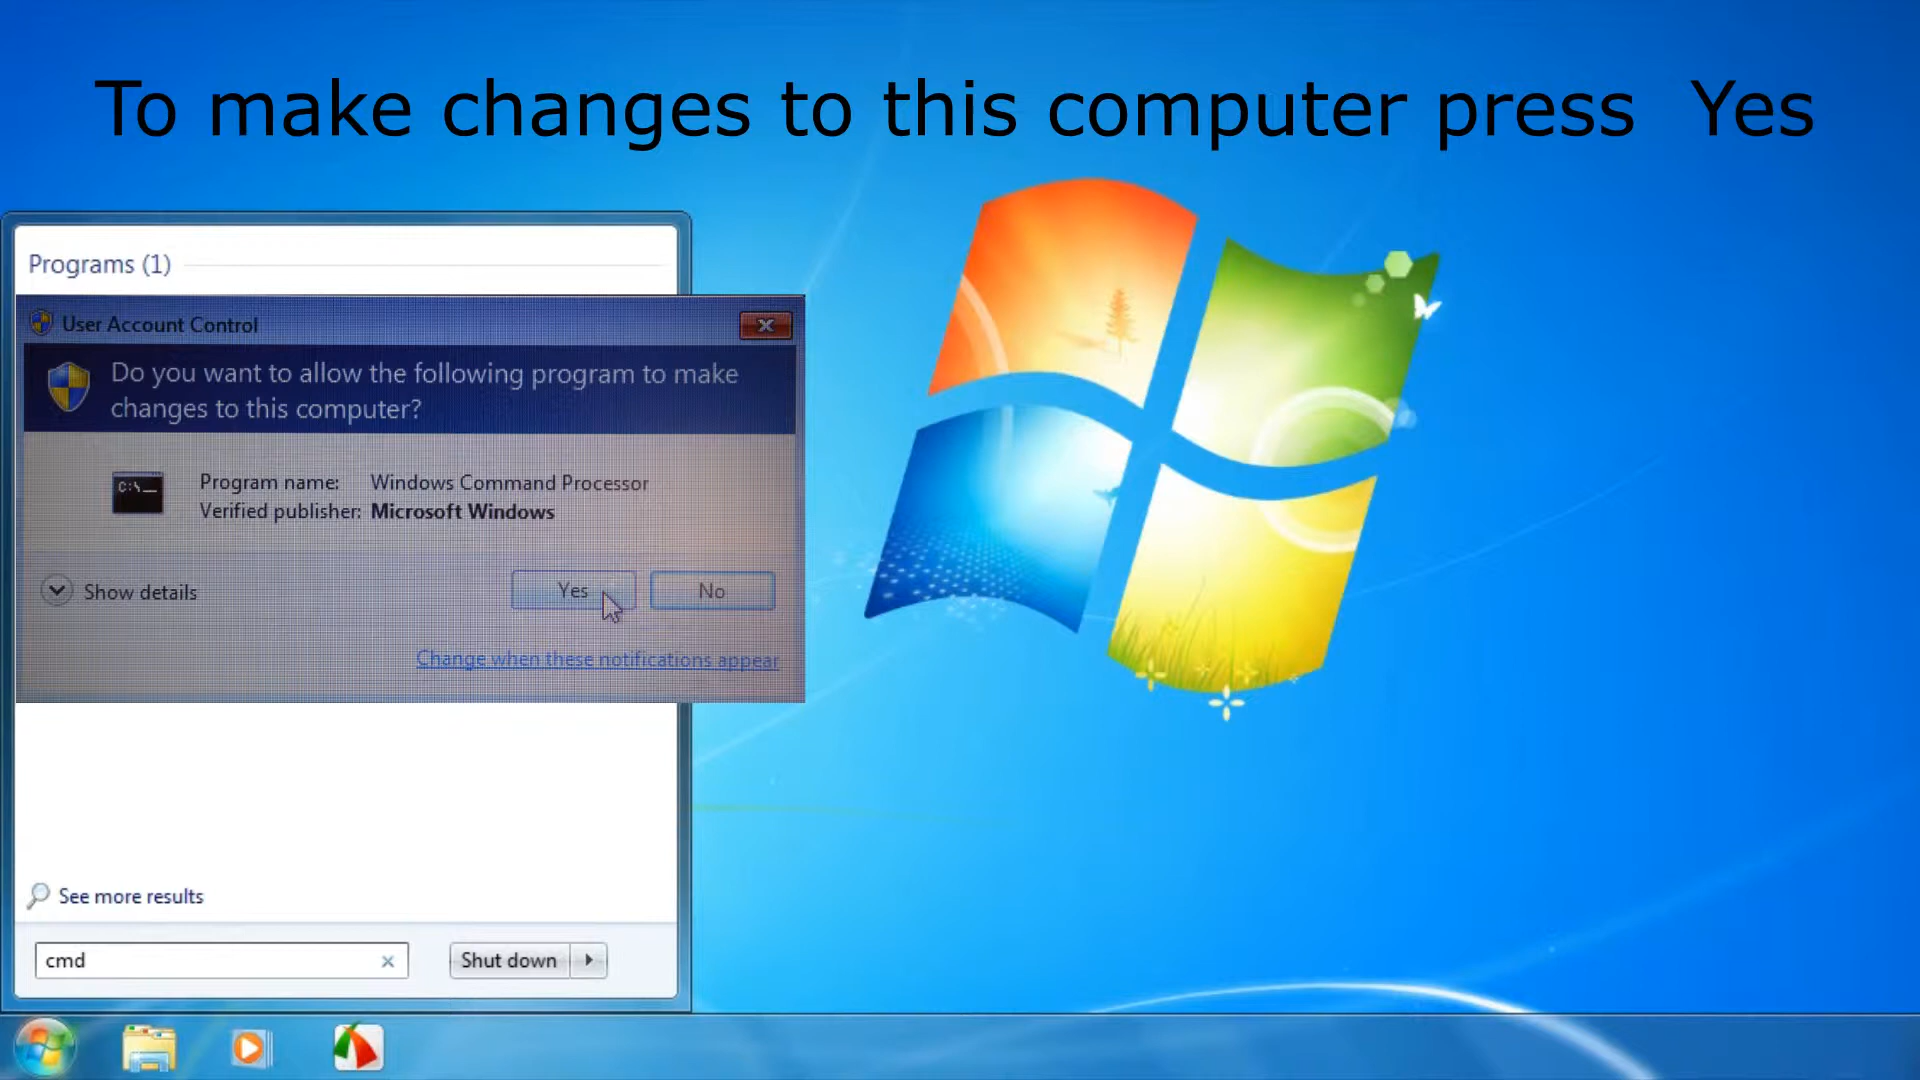 To make changes to this computer press  Yes
Programs (1)
User Account Control
Do you want to allow the following program to make
changes to this computer?
C:\_
Program name: Windows Command Processor
Verified publisher: Microsoft Windows
Show details
Yes
No
Change when these notifications appear
See more results
cmd
Shut down